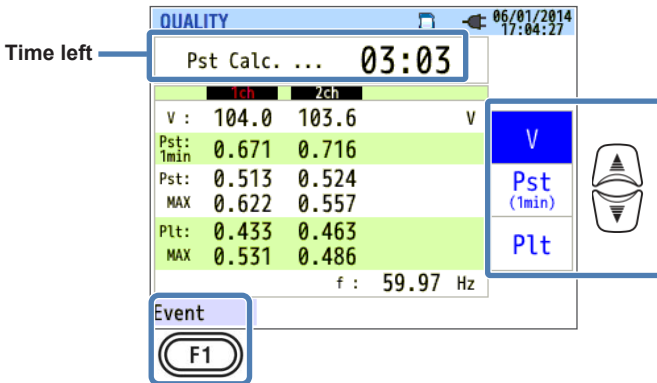 QUALITY 06/01/2014
17:04:27
Time left
Pst Calc. ... 03:03
1ch 2ch
V : 104.0 103.6 V
Pst:
1min 0.671 0.716
Pst: 0.513 0.524
MAX 0.622 0.557
Plt: 0.433 0.463
MAX 0.531 0.486
f : 59.97 Hz
V
Pst
(1min)
Plt
Event
F1